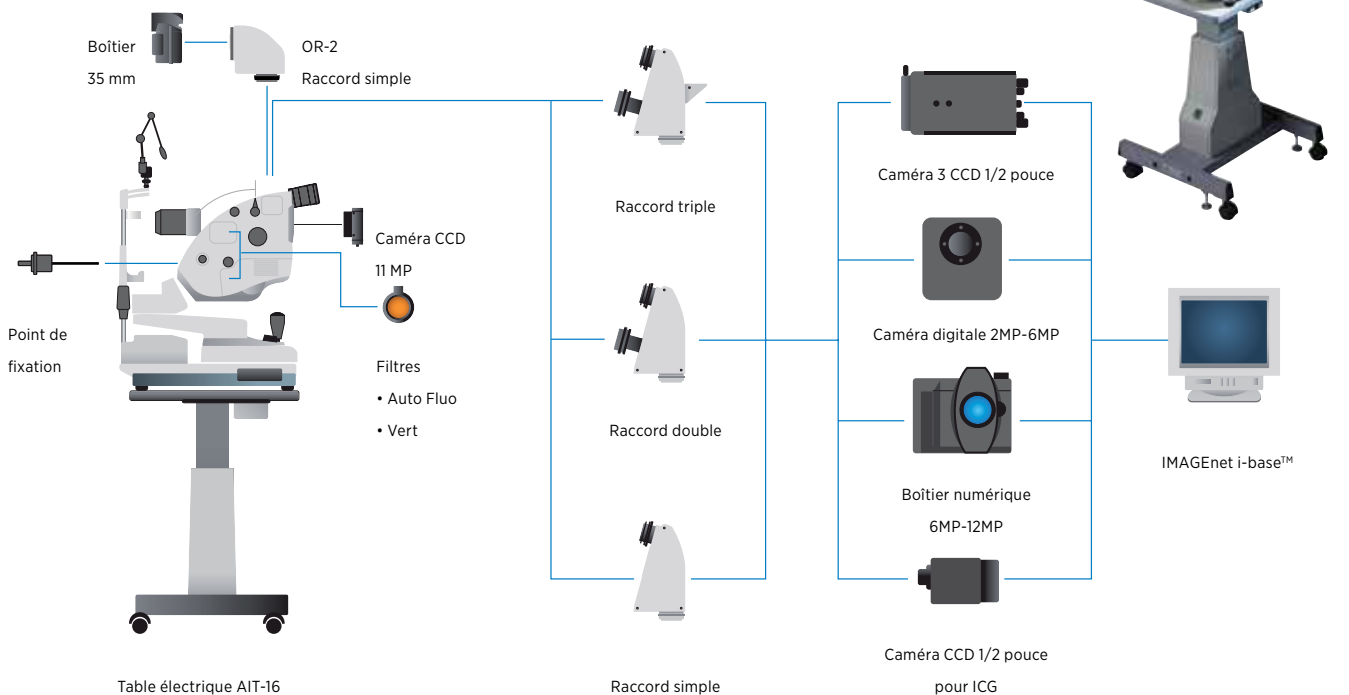 Boîtier
35 mm
OR-2
Raccord simple
Caméra CCD
11 MP
Point de
fixation
Filtres
• Auto Fluo
• Vert
Table électrique AIT-16
Raccord triple
Raccord double
Raccord simple
Caméra 3 CCD 1/2 pouce
Caméra digitale 2MP-6MP
Boîtier numérique
6MP-12MP
Caméra CCD 1/2 pouce
pour ICG
IMAGEnet i-base™